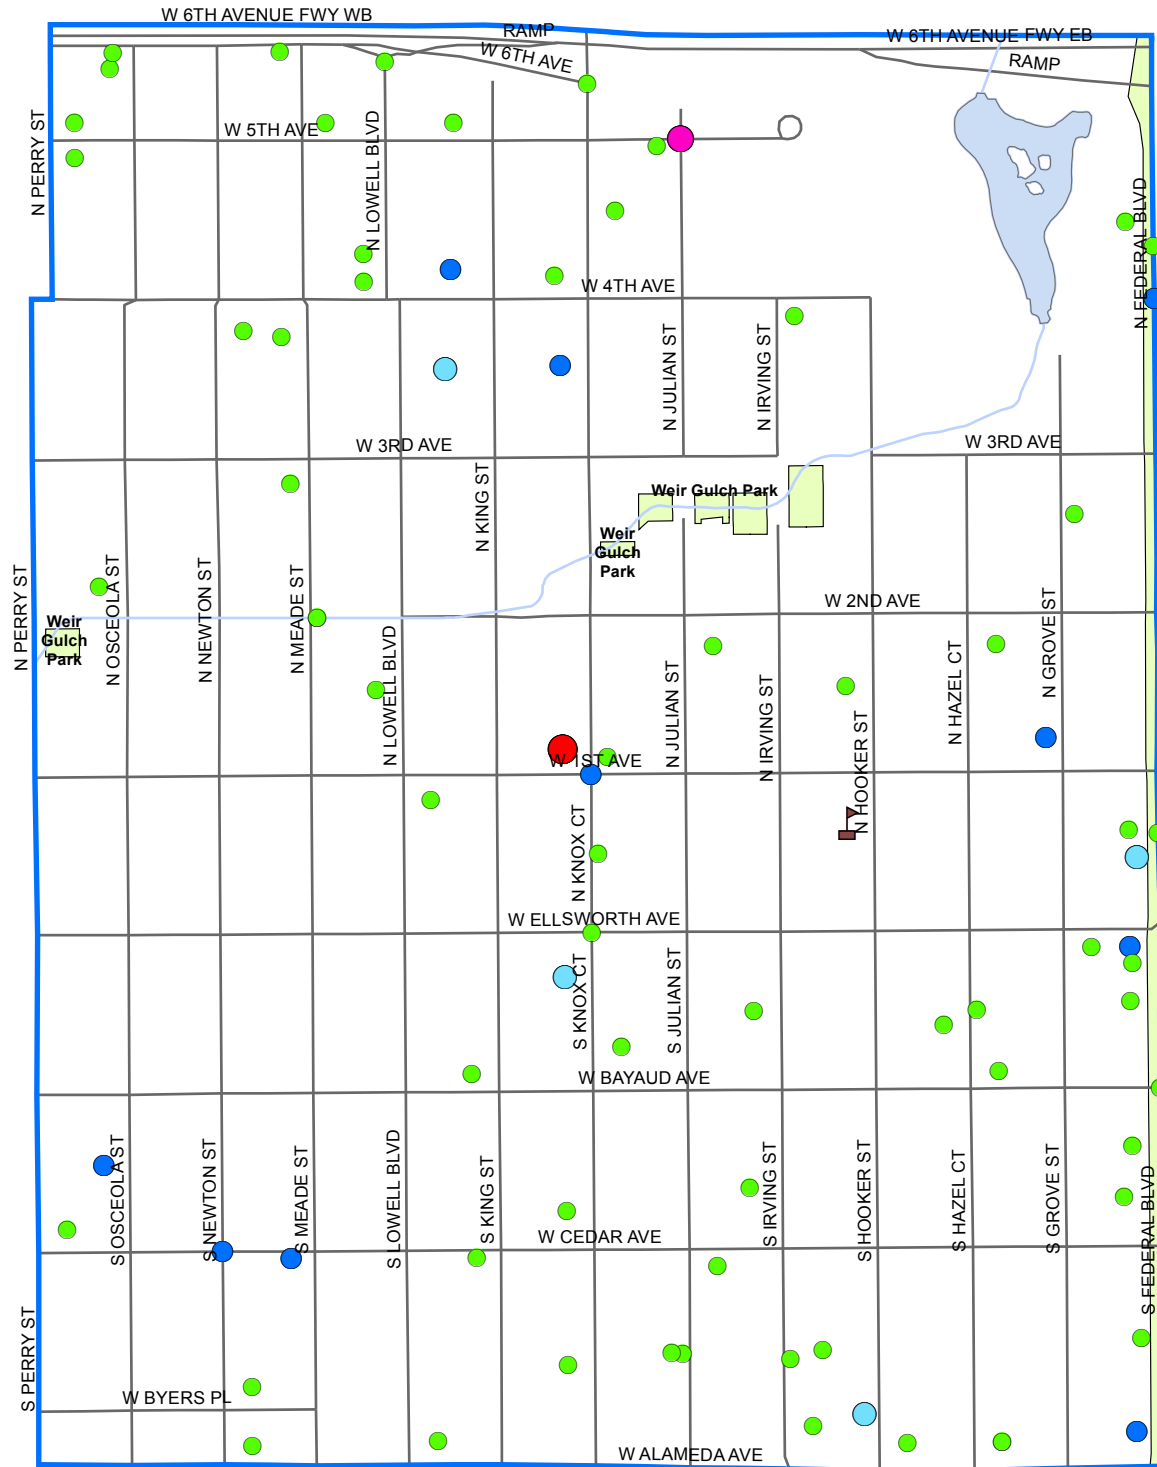 W 6TH AVENUE FWY WB
RAMP
W 6TH AVENUE FWY EB
W 6TH AVE
RAMP
N PERRY ST
W 5TH AVE
N LOWELL BLVD
N FEDERAL BLVD
W 4TH AVE
N JULIAN ST
N IRVING ST
W 3RD AVE
W 3RD AVE
N KING ST
Weir Gulch Park
Weir
Gulch
Park
N PERRY ST
N OSCEOLA ST
N NEWTON ST
N MEADE ST
W 2ND AVE
N GROVE ST
Weir
Gulch
Park
N LOWELL BLVD
N JULIAN ST
N IRVING ST
N HAZEL CT
N HOOKER ST
W 1ST AVE
N KNOX CT
W ELLSWORTH AVE
S KNOX CT
S JULIAN ST
W BAYAUD AVE
S OSCEOLA ST
S NEWTON ST
S MEADE ST
S LOWELL BLVD
S KING ST
S IRVING ST
S HOOKER ST
S HAZEL CT
S GROVE ST
S FEDERAL BLVD
W CEDAR AVE
S PERRY ST
W BYERS PL
W ALAMEDA AVE